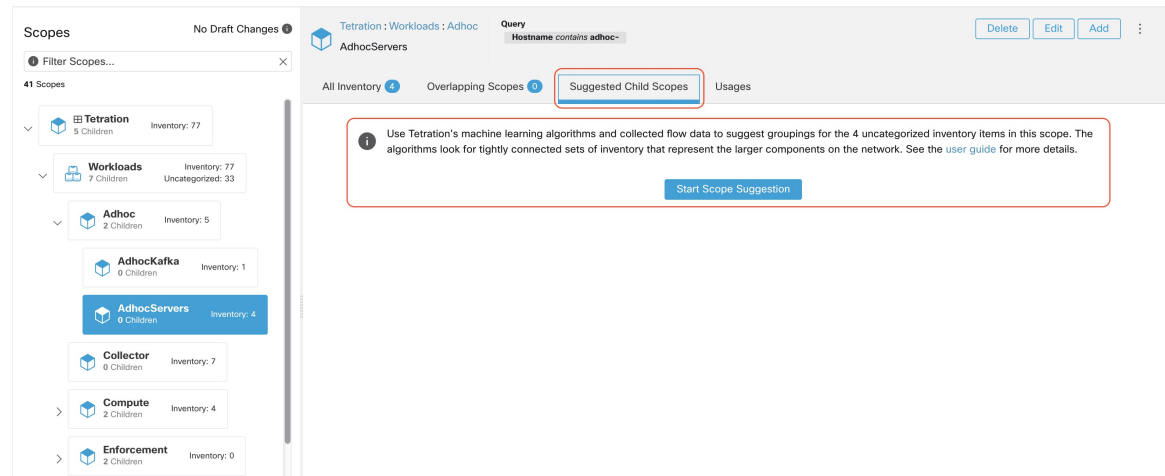 Scopes
No Draft Changes
Filter Scopes...
41 Scopes
Tetration
5 Children
Inventory: 77
Workloads
7 Children
Inventory: 77
Uncategorized: 33
Adhoc
2 Children
Inventory: 5
AdhocKafka
0 Children
Inventory: 1
AdhocServers
0 Children
Inventory: 4
Collector
0 Children
Inventory: 7
Compute
2 Children
Inventory: 4
Enforcement
2 Children
Inventory: 0
Tetration : Workloads : Adhoc
AdhocServers
Query
Hostname contains adhoc-
Delete
Edit
Add
All Inventory 4
Overlapping Scopes 0
Suggested Child Scopes
Usages
Use Tetration's machine learning algorithms and collected flow data to suggest groupings for the 4 uncategorized inventory items in this scope. The
algorithms look for tightly connected sets of inventory that represent the larger components on the network. See the user guide for more details.
Start Scope Suggestion